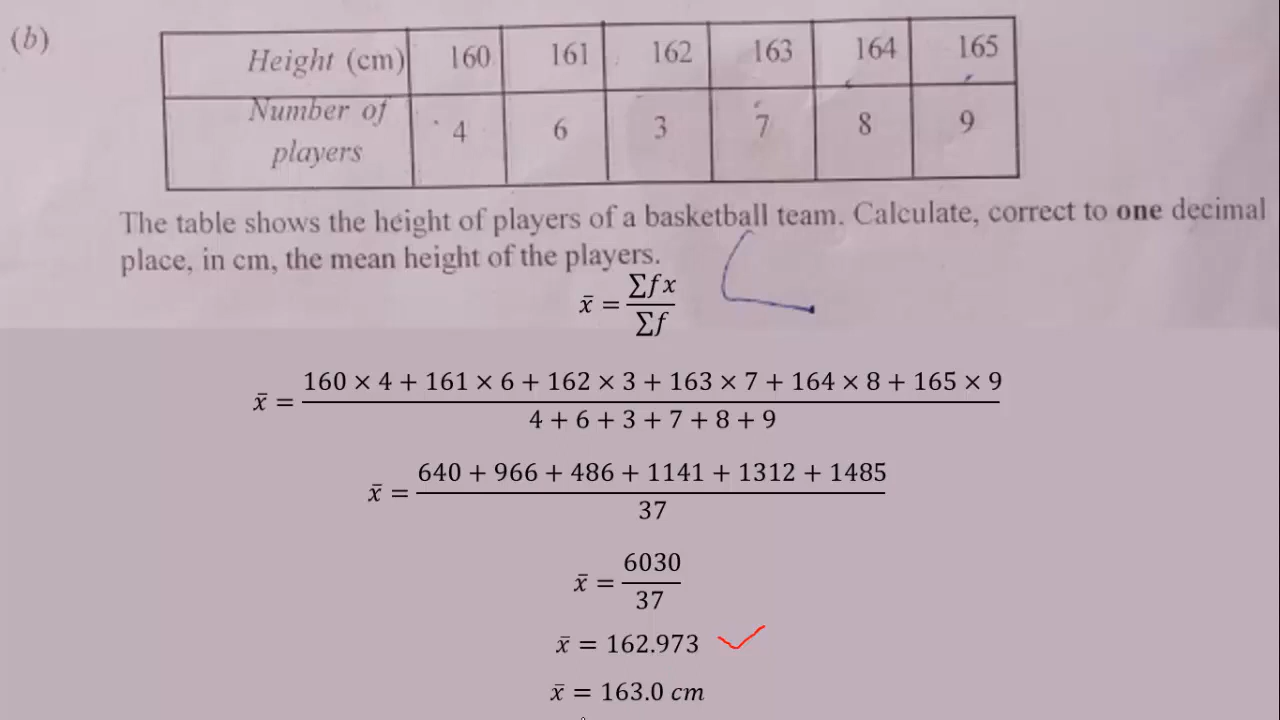 (b)
Height (cm) 160 161 162 163 164 165
Number of players 4 6 3 7 8 9
The table shows the height of players of a basketball team. Calculate, correct to one decimal
place, in cm, the mean height of the players.
x̄ = Σfx / Σf
x̄ = (160 × 4 + 161 × 6 + 162 × 3 + 163 × 7 + 164 × 8 + 165 × 9) / (4 + 6 + 3 + 7 + 8 + 9)
x̄ = (640 + 966 + 486 + 1141 + 1312 + 1485) / 37
x̄ = 6030 / 37
x̄ = 162.973
x̄ = 163.0 cm